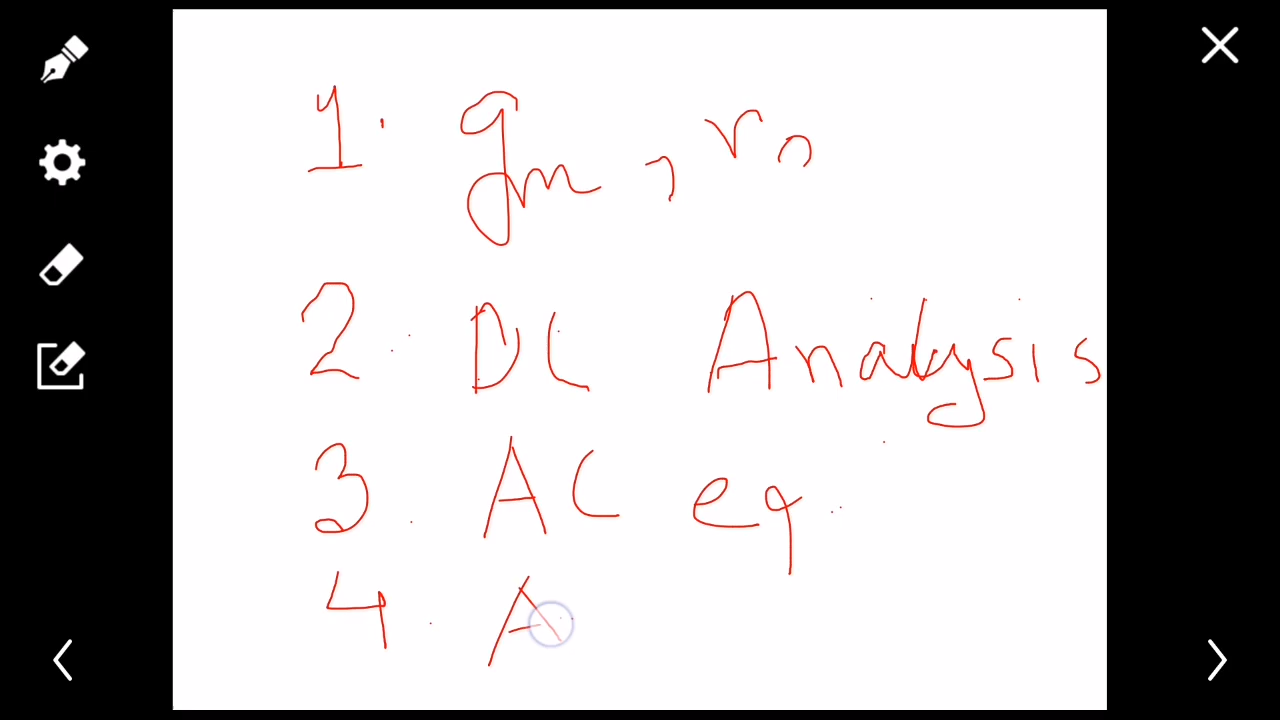 1. gm, ro
2. DC Analysis
3. AC eq.
4. A